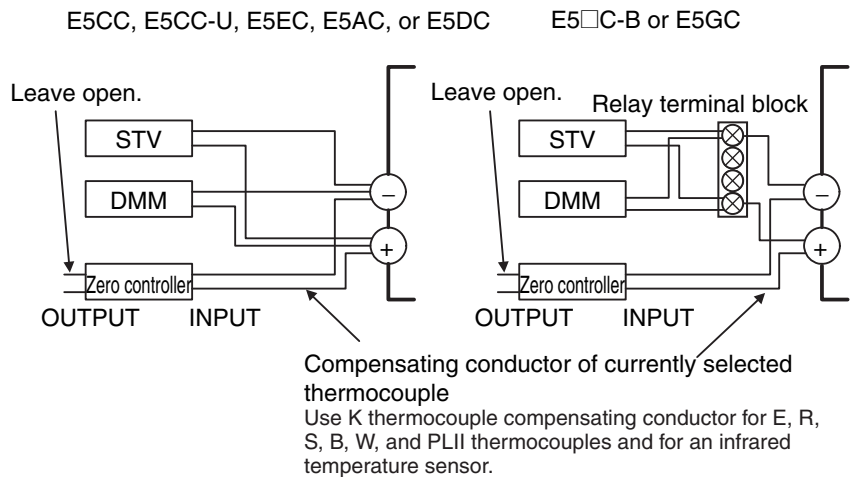 E5CC, E5CC-U, E5EC, E5AC, or E5DC
Leave open.
STV
DMM
−
+
Zero controller
OUTPUT INPUT
E5□C-B or E5GC
Leave open.
Relay terminal block
STV
DMM
−
+
Zero controller
OUTPUT INPUT
Compensating conductor of currently selected
thermocouple
Use K thermocouple compensating conductor for E, R,
S, B, W, and PLII thermocouples and for an infrared
temperature sensor.